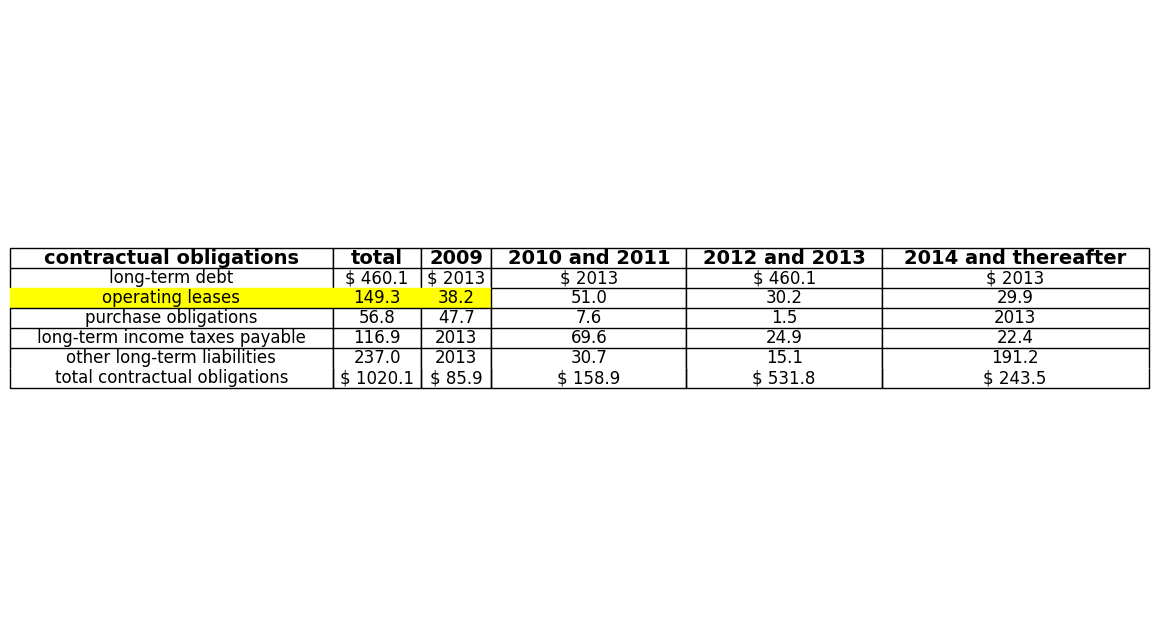 contractual obligations total 2009 2010 and 2011 2012 and 2013 2014 and thereafter
long-term debt $ 460.1 $ 2013 $ 2013 $ 460.1 $ 2013
operating leases 149.3 38.2 51.0 30.2 29.9
purchase obligations 56.8 47.7 7.6 1.5 2013
long-term income taxes payable 116.9 2013 69.6 24.9 22.4
other long-term liabilities 237.0 2013 30.7 15.1 191.2
total contractual obligations $ 1020.1 $ 85.9 $ 158.9 $ 531.8 $ 243.5